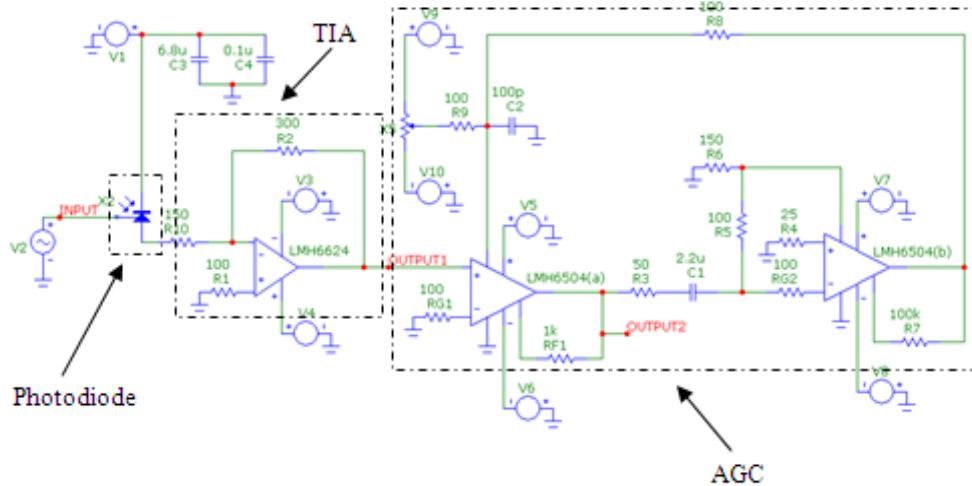 V1
6.8u
C3
0.1u
C4
TIA
V9
100
R8
100
R9
100p
C2
V10
300
R2
V3
X2
INPUT
V2
150
R10
LMH6624
100
R1
V4
OUTPUT1
V5
LMH6504(a)
100
RG1
50
R3
2.2u
C1
OUTPUT2
1k
RF1
V6
150
R6
100
R5
25
R4
V7
LMH6504(b)
100
RG2
100k
R7
V8
Photodiode
AGC